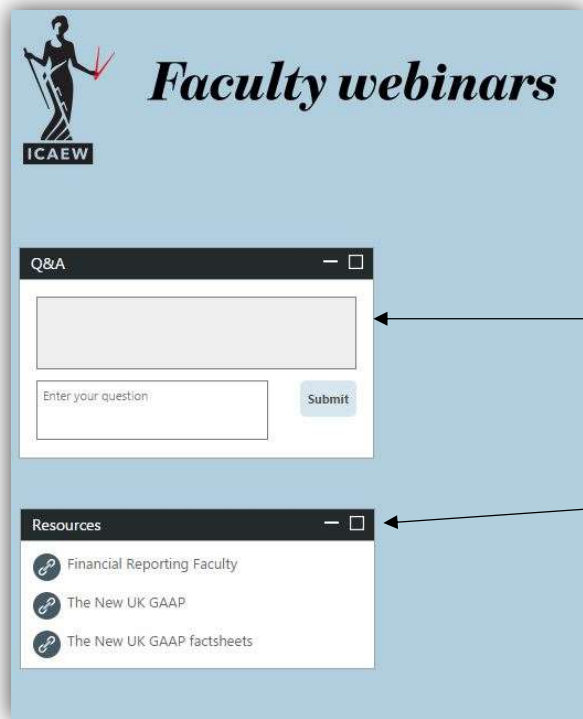 Faculty webinars
ICAEW
Q&A
Enter your question
Submit
Resources
Financial Reporting Faculty
The New UK GAAP
The New UK GAAP factsheets